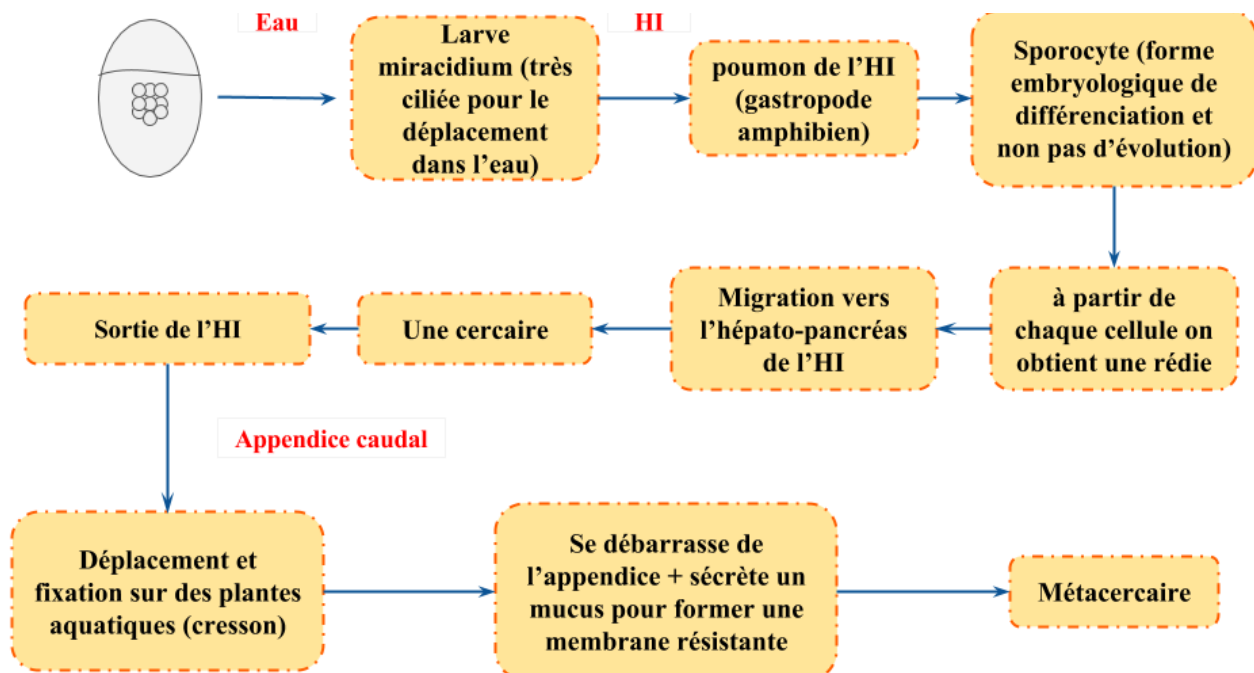 Eau
Larve
miracidium (très
ciliée pour le
déplacement
dans l’eau)
HI
poumon de l’HI
(gastropode
amphibien)
Sporocyte (forme
embryologique de
différenciation et
non pas d’évolution)
à partir de
chaque cellule on
obtient une rédie
Migration vers
l’hépato-pancréas
de l’HI
Une cercaire
Sortie de l’HI
Appendice caudal
Déplacement et
fixation sur des plantes
aquatiques (cresson)
Se débarrasse de
l’appendice + sécrète un
mucus pour former une
membrane résistante
Métacercaire